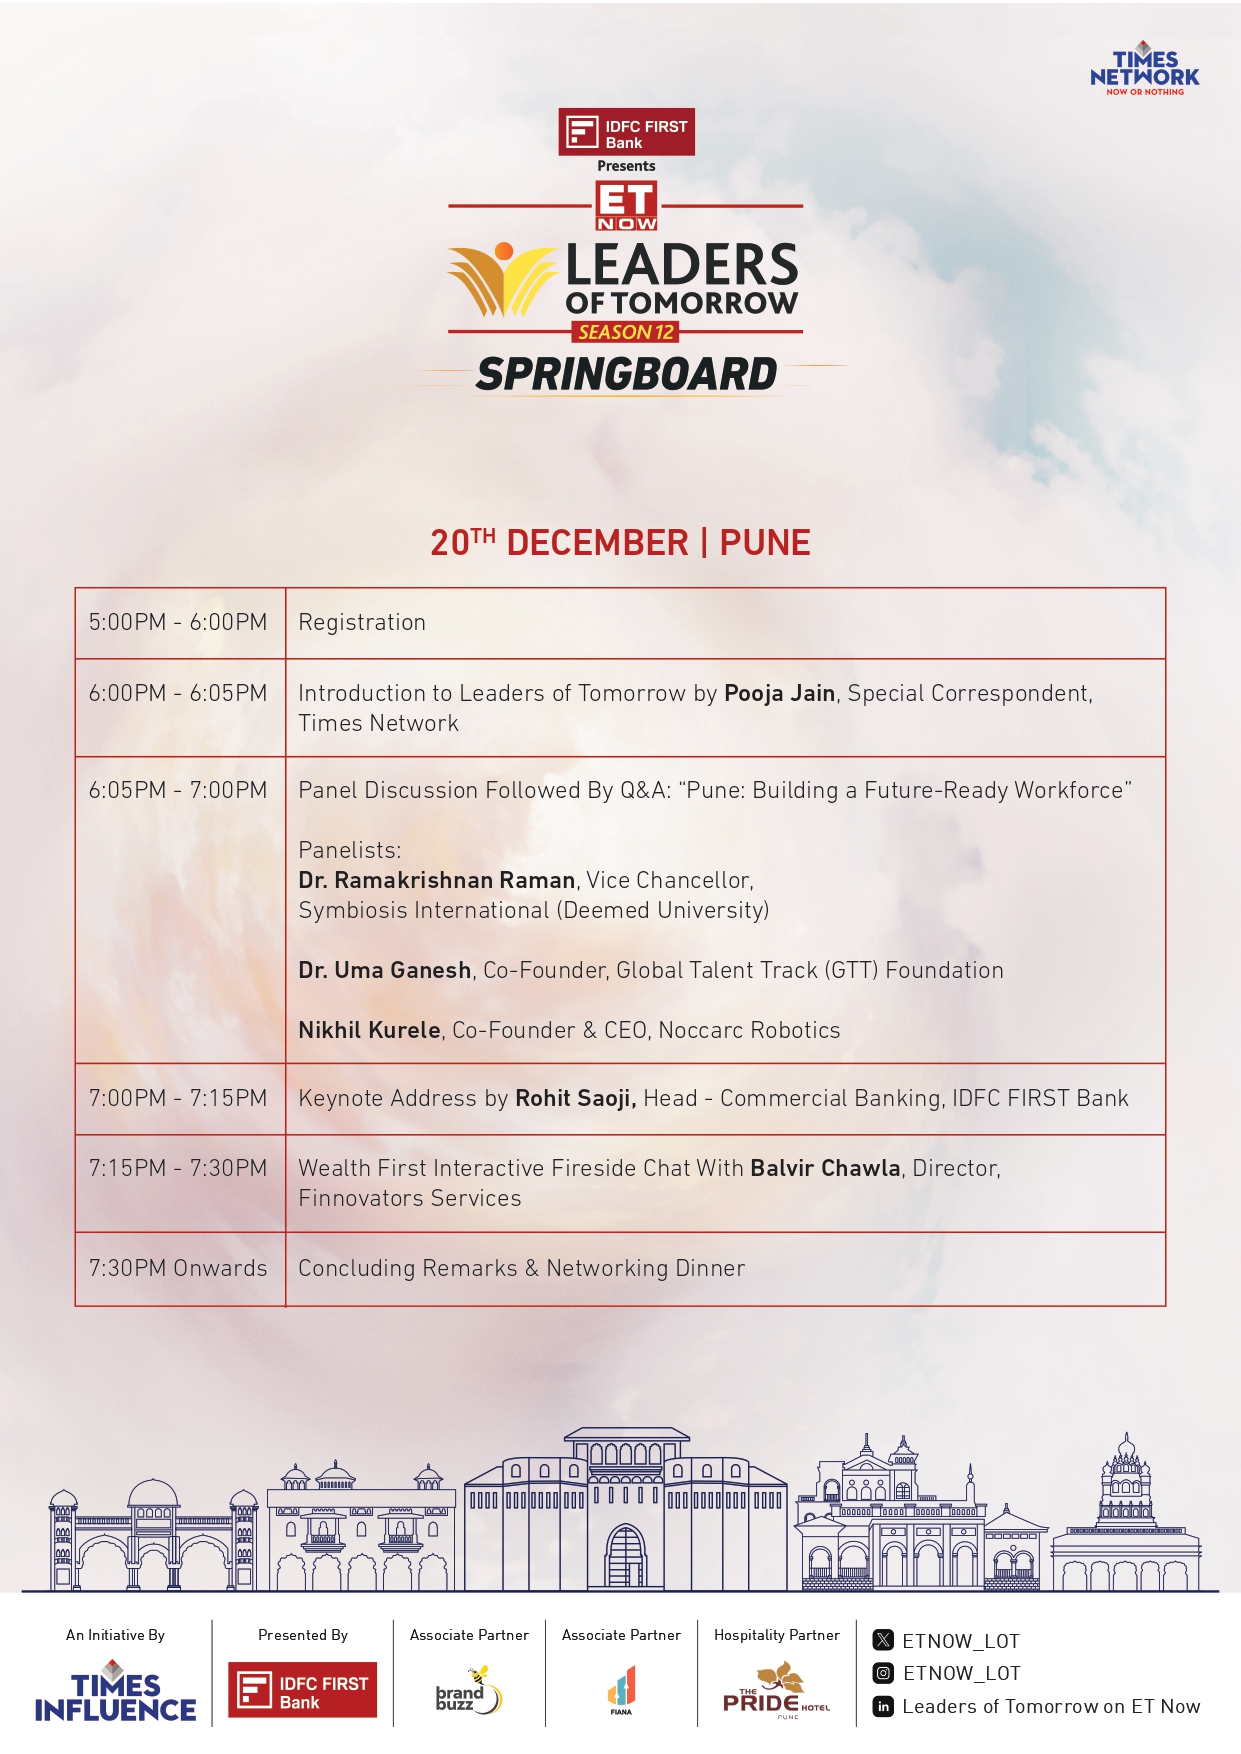 TIMES
NETWORK
NOW OR NOTHING
IDFC FIRST
Bank
Presents
ET
NOW
LEADERS
OF TOMORROW
SEASON 12
SPRINGBOARD
20TH DECEMBER | PUNE
5:00PM - 6:00PM Registration
6:00PM - 6:05PM Introduction to Leaders of Tomorrow by Pooja Jain, Special Correspondent,
Times Network
6:05PM - 7:00PM Panel Discussion Followed By Q&A: “Pune: Building a Future-Ready Workforce”
Panelists:
Dr. Ramakrishnan Raman, Vice Chancellor,
Symbiosis International (Deemed University)
Dr. Uma Ganesh, Co-Founder, Global Talent Track (GTT) Foundation
Nikhil Kurele, Co-Founder & CEO, Noccarc Robotics
7:00PM - 7:15PM Keynote Address by Rohit Saoji, Head - Commercial Banking, IDFC FIRST Bank
7:15PM - 7:30PM Wealth First Interactive Fireside Chat With Balvir Chawla, Director,
Finnovators Services
7:30PM Onwards Concluding Remarks & Networking Dinner
An Initiative By
TIMES
INFLUENCE
Presented By
IDFC FIRST
Bank
Associate Partner
brand
buzz
Associate Partner
FIANA
Hospitality Partner
THE
PRIDE HOTEL
PUNE
ETNOW_LOT
ETNOW_LOT
in Leaders of Tomorrow on ET Now